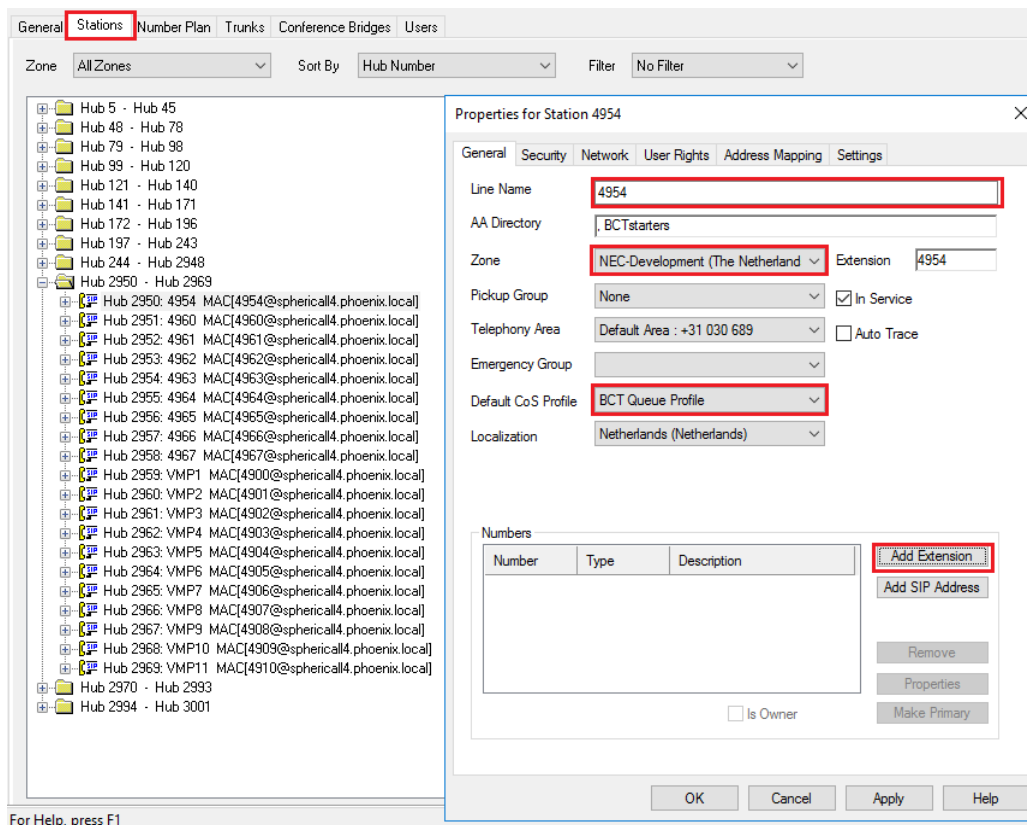 General Stations Number Plan Trunks Conference Bridges Users
Zone All Zones Sort By Hub Number Filter No Filter
Hub 5 - Hub 45
Hub 48 - Hub 78
Hub 79 - Hub 98
Hub 99 - Hub 120
Hub 121 - Hub 140
Hub 141 - Hub 171
Hub 172 - Hub 196
Hub 197 - Hub 243
Hub 244 - Hub 2948
Hub 2950 - Hub 2969
Hub 2950: 4954 MAC[4954@sphericall4.phoenix.local]
Hub 2951: 4960 MAC[4960@sphericall4.phoenix.local]
Hub 2952: 4961 MAC[4961@sphericall4.phoenix.local]
Hub 2953: 4962 MAC[4962@sphericall4.phoenix.local]
Hub 2954: 4963 MAC[4963@sphericall4.phoenix.local]
Hub 2955: 4964 MAC[4964@sphericall4.phoenix.local]
Hub 2956: 4965 MAC[4965@sphericall4.phoenix.local]
Hub 2957: 4966 MAC[4966@sphericall4.phoenix.local]
Hub 2958: 4967 MAC[4967@sphericall4.phoenix.local]
Hub 2959: VMP1 MAC[4900@sphericall4.phoenix.local]
Hub 2960: VMP2 MAC[4901@sphericall4.phoenix.local]
Hub 2961: VMP3 MAC[4902@sphericall4.phoenix.local]
Hub 2962: VMP4 MAC[4903@sphericall4.phoenix.local]
Hub 2963: VMP5 MAC[4904@sphericall4.phoenix.local]
Hub 2964: VMP6 MAC[4905@sphericall4.phoenix.local]
Hub 2965: VMP7 MAC[4906@sphericall4.phoenix.local]
Hub 2966: VMP8 MAC[4907@sphericall4.phoenix.local]
Hub 2967: VMP9 MAC[4908@sphericall4.phoenix.local]
Hub 2968: VMP10 MAC[4909@sphericall4.phoenix.local]
Hub 2969: VMP11 MAC[4910@sphericall4.phoenix.local]
Hub 2970 - Hub 2993
Hub 2994 - Hub 3001
For Help, press F1
Properties for Station 4954
General Security Network User Rights Address Mapping Settings
Line Name 4954
AA Directory , BCTstarters
Zone NEC-Development (The Netherland Extension 4954
Pickup Group None In Service
Telephony Area Default Area : +31 030 689 Auto Trace
Emergency Group
Default CoS Profile BCT Queue Profile
Localization Netherlands (Netherlands)
Numbers
Number Type Description
Add Extension
Add SIP Address
Remove
Properties
Is Owner Make Primary
OK Cancel Apply Help